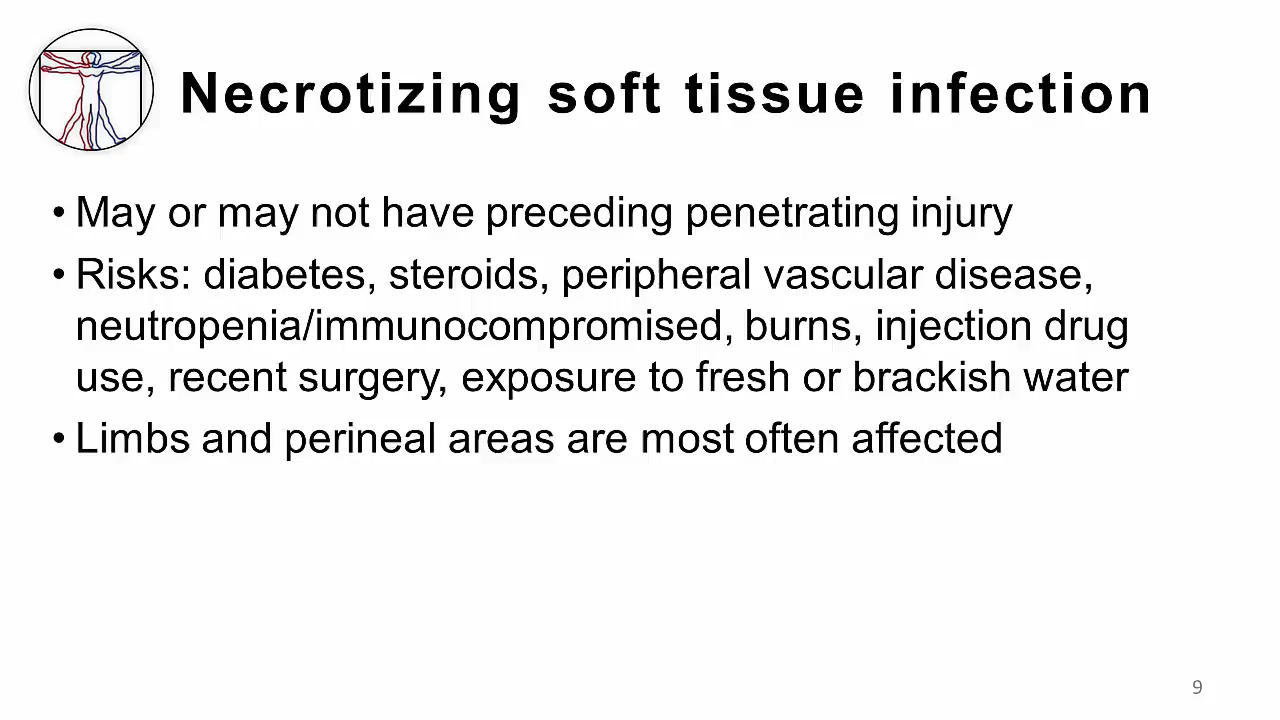 Necrotizing soft tissue infection
• May or may not have preceding penetrating injury
• Risks: diabetes, steroids, peripheral vascular disease,
neutropenia/immunocompromised, burns, injection drug
use, recent surgery, exposure to fresh or brackish water
• Limbs and perineal areas are most often affected
9